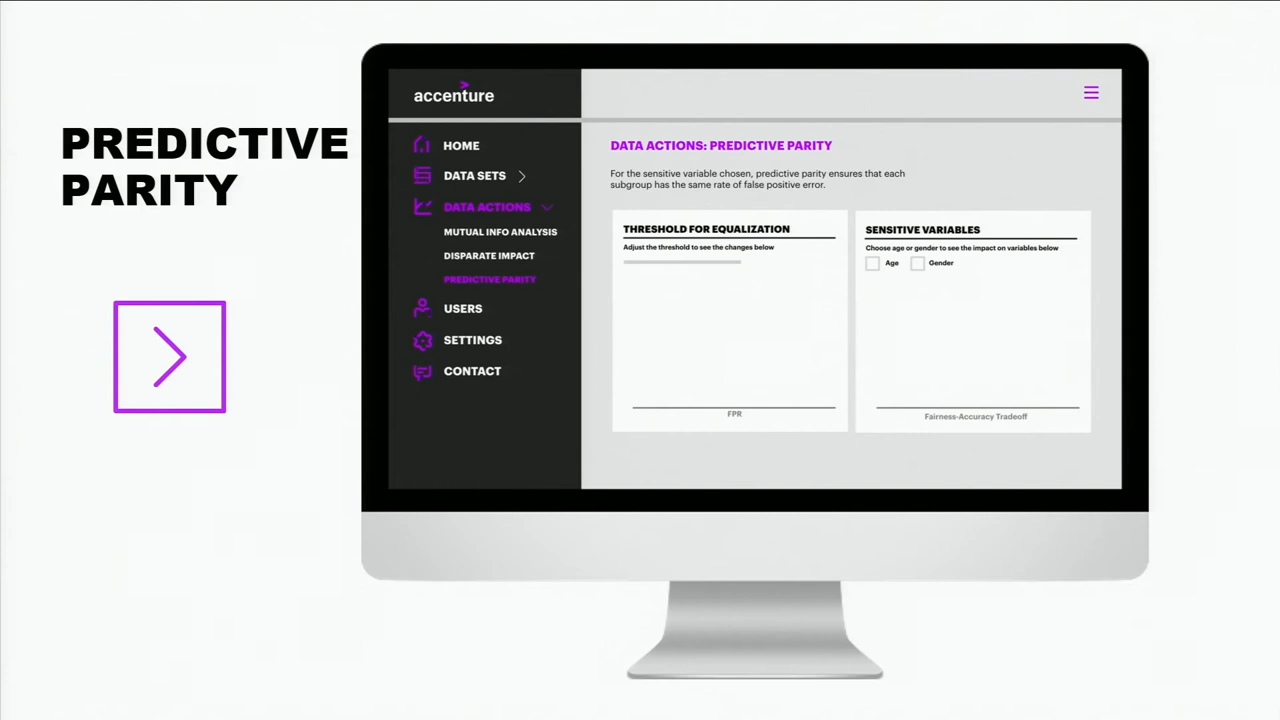 PREDICTIVE
PARITY
accenture
HOME
DATA SETS
DATA ACTIONS
MUTUAL INFO ANALYSIS
DISPARATE IMPACT
PREDICTIVE PARITY
USERS
SETTINGS
CONTACT
DATA ACTIONS: PREDICTIVE PARITY
For the sensitive variable chosen, predictive parity ensures that each
subgroup has the same rate of false positive error.
THRESHOLD FOR EQUALIZATION
Adjust the threshold to see the changes below
FPR
SENSITIVE VARIABLES
Choose age or gender to see the impact on variables below
Age Gender
Fairness-Accuracy Tradeoff